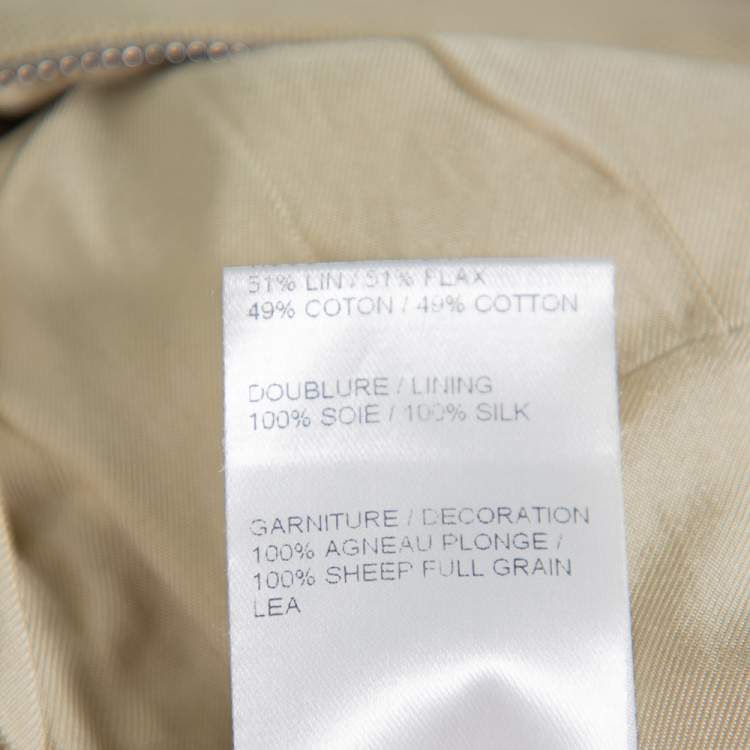 51% LIN / 51% FLAX
49% COTON / 49% COTTON
DOUBLURE / LINING
100% SOIE / 100% SILK
GARNITURE / DECORATION
100% AGNEAU PLONGE /
100% SHEEP FULL GRAIN
LEA